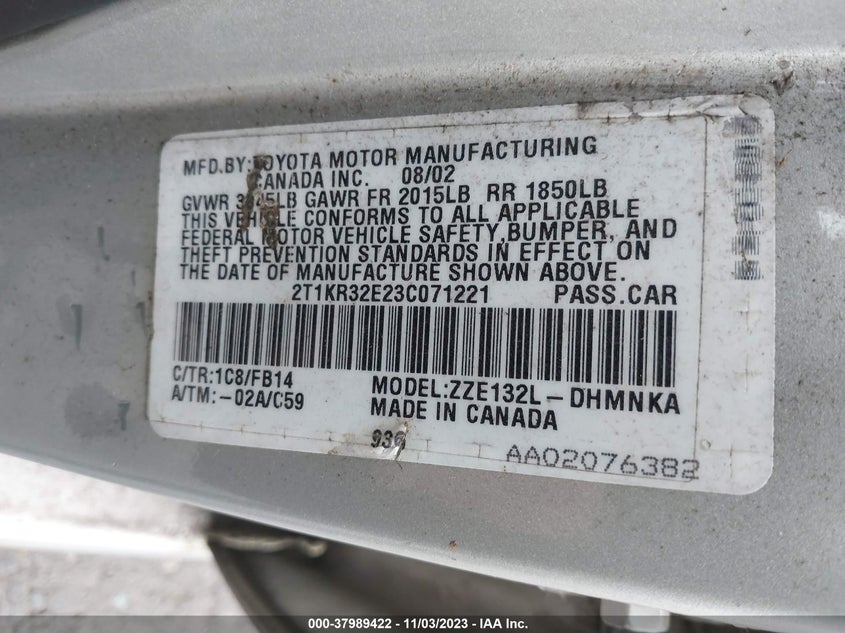 MFD.BY:TOYOTA MOTOR MANUFACTURING
CANADA INC. 08/02
GVWR LB GAWR FR 2015LB RR 1850LB
THIS VEHICLE CONFORMS TO ALL APPLICABLE
FEDERAL MOTOR VEHICLE SAFETY, BUMPER, AND
THEFT PREVENTION STANDARDS IN EFFECT ON
THE DATE OF MANUFACTURE SHOWN ABOVE.
2T1KR32E23C071221 PASS.CAR
C/TR:1C8/FB14 MODEL:ZZE132L-DHMNKA
A/TM:-02A/C59 MADE IN CANADA
936
AA02076382
000-37989422 - 11/03/2023 - IAA Inc.